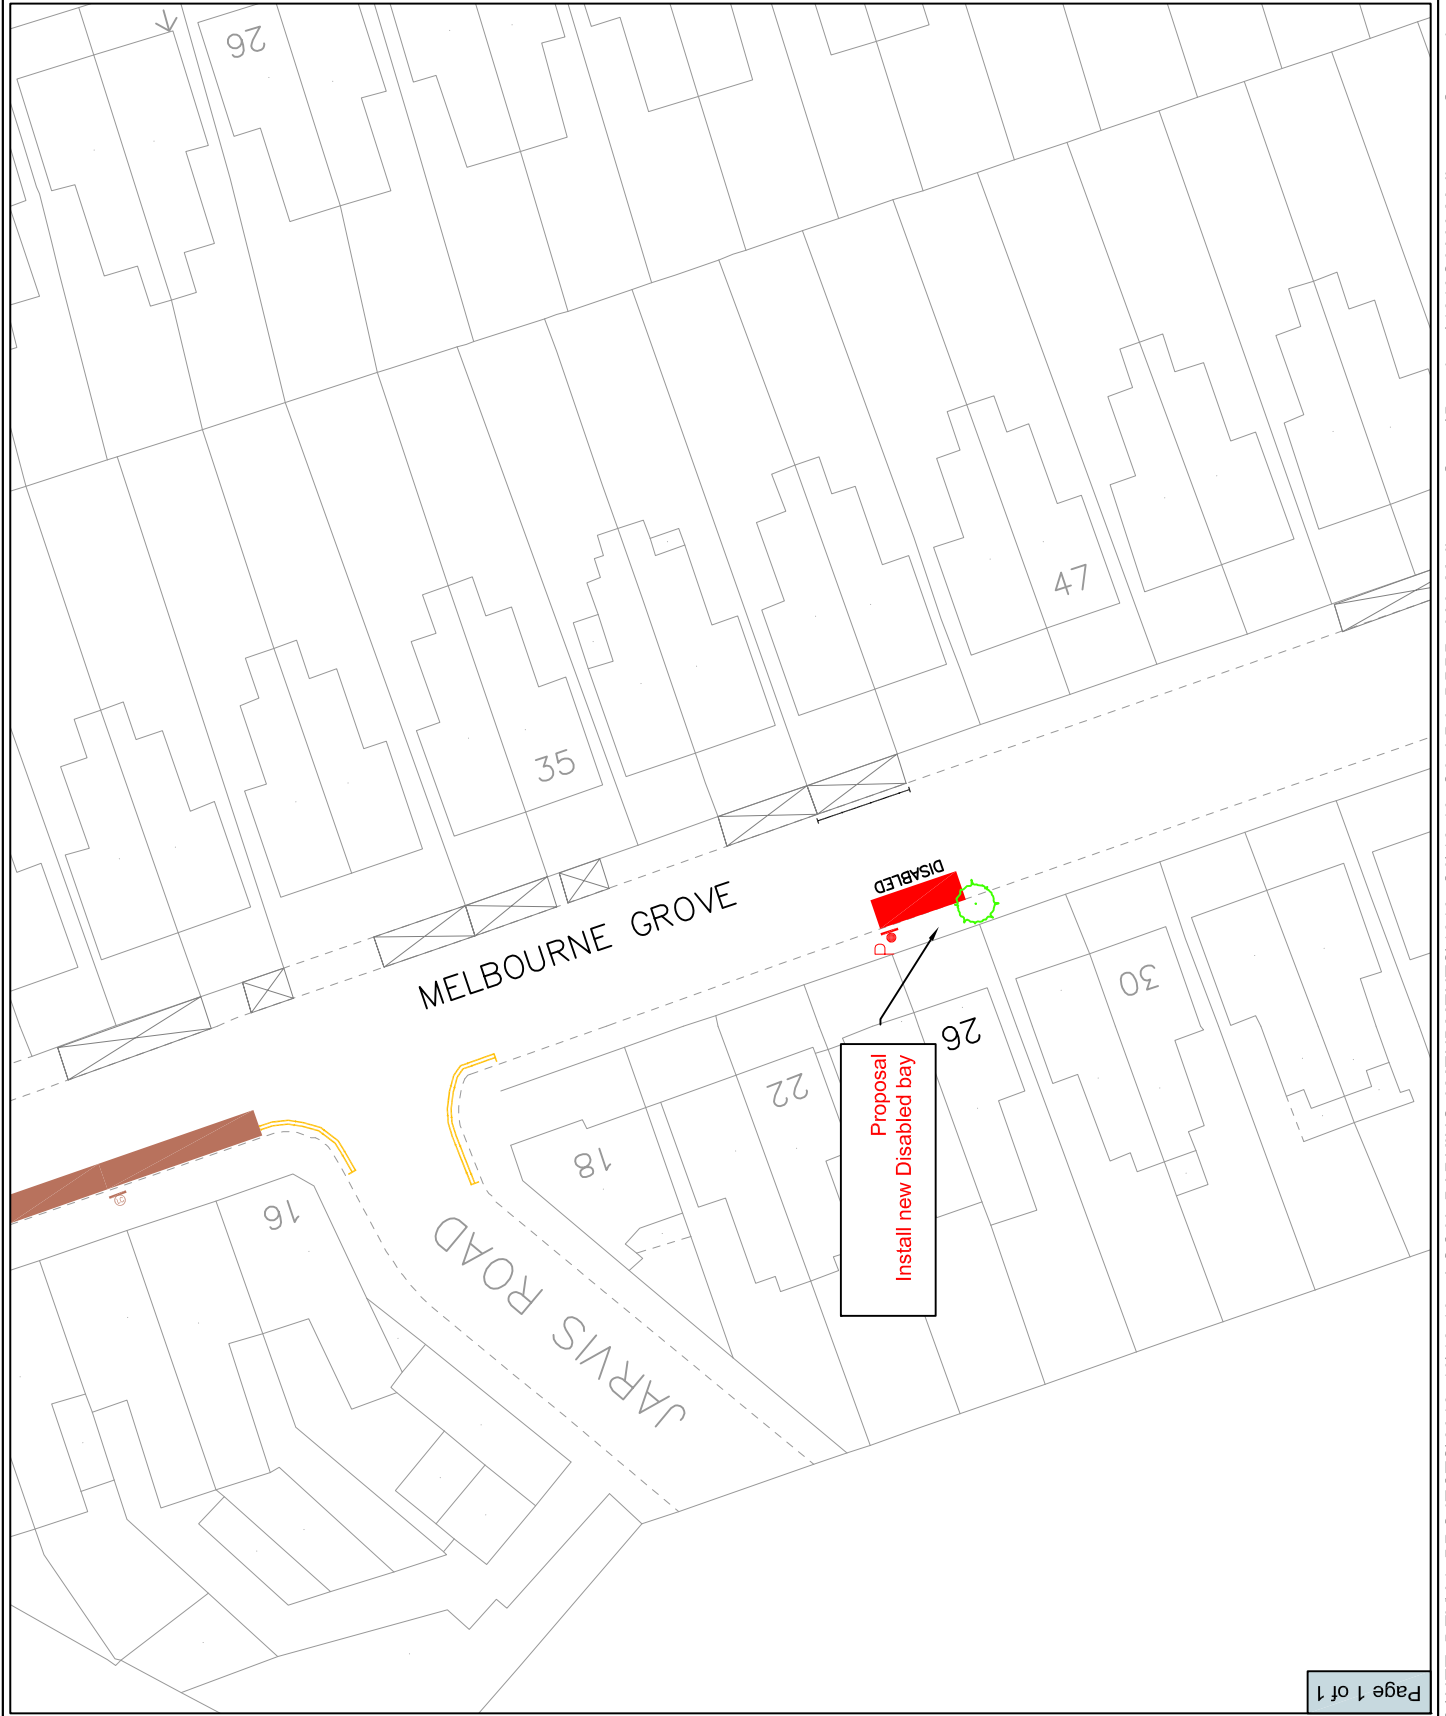 26
47
35
MELBOURNE GROVE
DISABLED
P
30
26
22
18
16
Proposal
Install new Disabled bay
JARVIS ROAD
Page 1 of 1